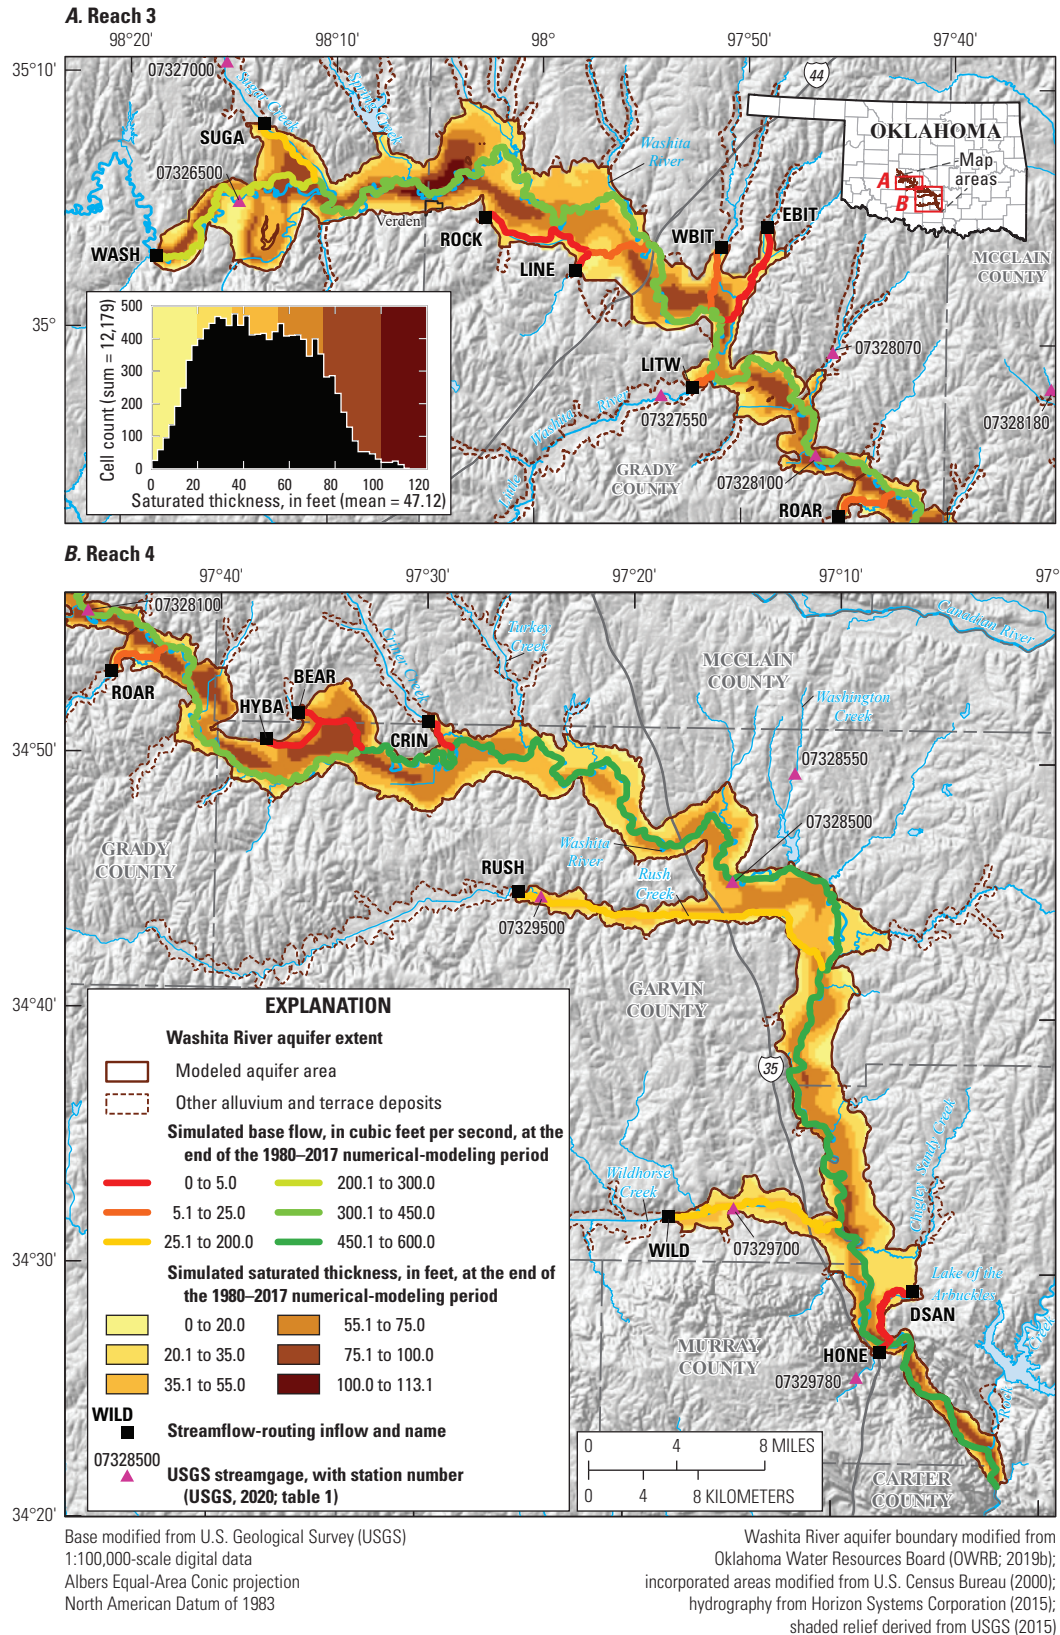 A. Reach 3
98°20'
98°10'
98°
97°50'
97°40'
35°10'
07327000
Sugar Creek
Spring Creek
44
SUGA
OKLAHOMA
Map
areas
A
B
07326500
Washita
River
Verden
EBIT
WBIT
ROCK
WASH
LINE
MCCLAIN
COUNTY
35°
Cell count (sum = 12,179)
500
400
300
200
100
0
0
20
40
60
80
100
120
Saturated thickness, in feet (mean = 47.12)
LITW
07328070
07327550
Little Washita River
07328180
GRADY
COUNTY
07328100
ROAR
B. Reach 4
97°40'
97°30'
97°20'
97°10'
97°
07328100
Canadian River
Criner Creek
Turkey
Creek
MCCLAIN
COUNTY
ROAR
BEAR
HYBA
Washington
Creek
CRIN
34°50'
07328550
07328500
GRADY
COUNTY
Washita
River
RUSH
Rush
Creek
07329500
GARVIN
COUNTY
34°40'
35
EXPLANATION
Washita River aquifer extent
Modeled aquifer area
Other alluvium and terrace deposits
Simulated base flow, in cubic feet per second, at the
end of the 1980–2017 numerical-modeling period
0 to 5.0
200.1 to 300.0
5.1 to 25.0
300.1 to 450.0
25.1 to 200.0
450.1 to 600.0
Simulated saturated thickness, in feet, at the end of
the 1980–2017 numerical-modeling period
0 to 20.0
55.1 to 75.0
20.1 to 35.0
75.1 to 100.0
35.1 to 55.0
100.0 to 113.1
WILD
Streamflow-routing inflow and name
07328500
USGS streamgage, with station number
(USGS, 2020; table 1)
Chigley Sandy Creek
Wildhorse
Creek
WILD
07329700
34°30'
Lake of the
Arbuckles
DSAN
MURRAY
COUNTY
HONE
07329780
Rock Creek
0
4
8 MILES
0
4
8 KILOMETERS
CARTER
COUNTY
34°20'
Base modified from U.S. Geological Survey (USGS)
1:100,000-scale digital data
Albers Equal-Area Conic projection
North American Datum of 1983
Washita River aquifer boundary modified from
Oklahoma Water Resources Board (OWRB; 2019b);
incorporated areas modified from U.S. Census Bureau (2000);
hydrography from Horizon Systems Corporation (2015);
shaded relief derived from USGS (2015)